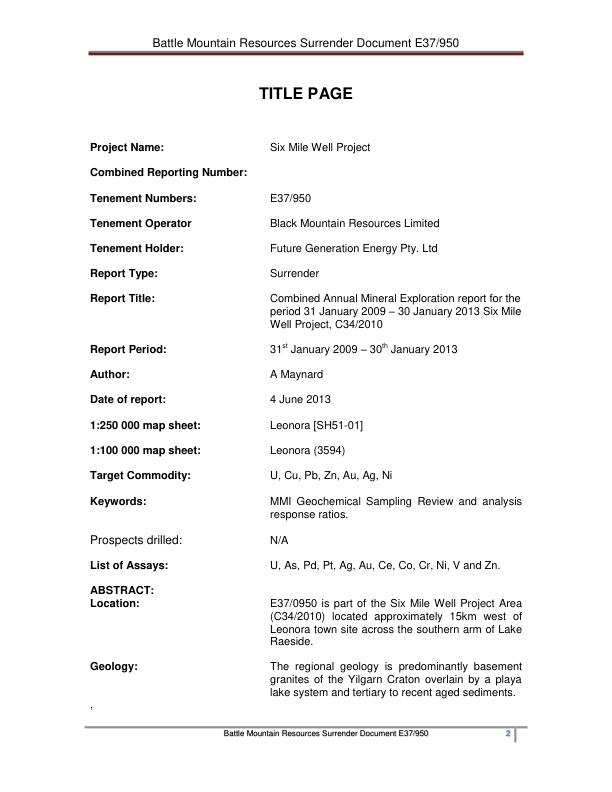 Battle Mountain Resources Surrender Document E37/950
TITLE PAGE
Project Name: Six Mile Well Project
Combined Reporting Number:
Tenement Numbers: E37/950
Tenement Operator Black Mountain Resources Limited
Tenement Holder: Future Generation Energy Pty. Ltd
Report Type: Surrender
Report Title: Combined Annual Mineral Exploration report for the
period 31 January 2009 – 30 January 2013 Six Mile
Well Project, C34/2010
Report Period: 31st January 2009 – 30th January 2013
Author: A Maynard
Date of report: 4 June 2013
1:250 000 map sheet: Leonora [SH51-01]
1:100 000 map sheet: Leonora (3594)
Target Commodity: U, Cu, Pb, Zn, Au, Ag, Ni
Keywords: MMI Geochemical Sampling Review and analysis
response ratios.
Prospects drilled: N/A
List of Assays: U, As, Pd, Pt, Ag, Au, Ce, Co, Cr, Ni, V and Zn.
ABSTRACT:
Location: E37/0950 is part of the Six Mile Well Project Area
(C34/2010) located approximately 15km west of
Leonora town site across the southern arm of Lake
Raeside.
Geology: The regional geology is predominantly basement
granites of the Yilgarn Craton overlain by a playa
lake system and tertiary to recent aged sediments.
,
Battle Mountain Resources Surrender Document E37/950 2